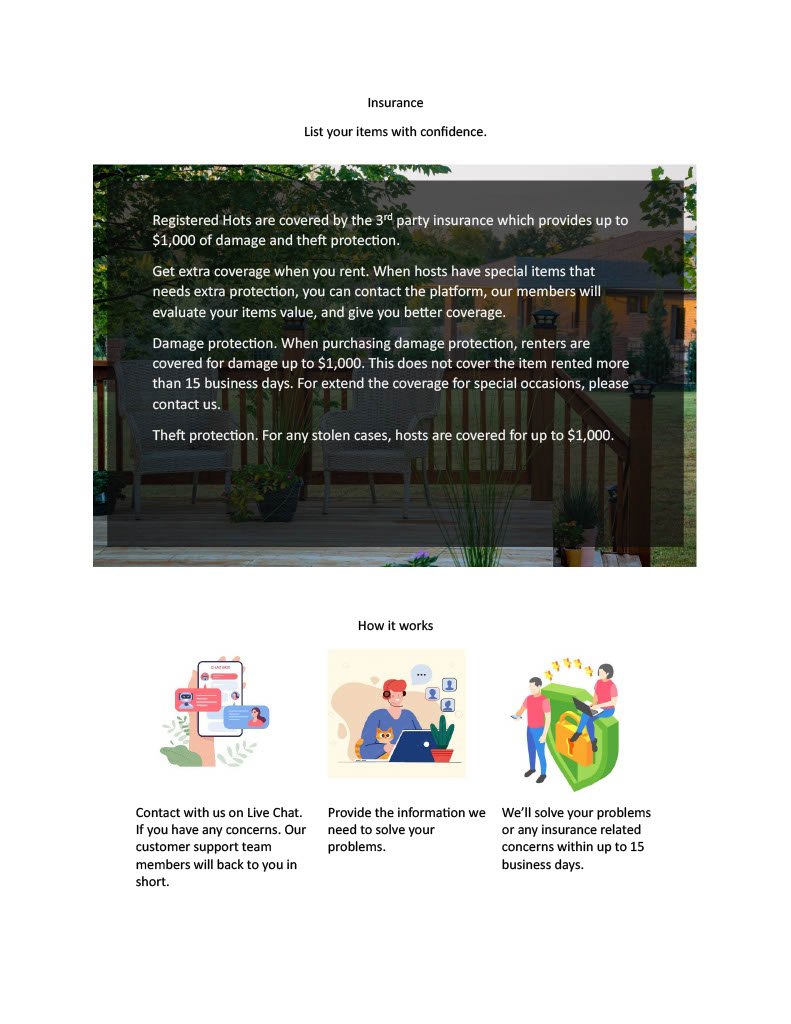 Insurance
List your items with confidence.
Registered Hots are covered by the 3rd party insurance which provides up to
$1,000 of damage and theft protection.
Get extra coverage when you rent. When hosts have special items that
needs extra protection, you can contact the platform, our members will
evaluate your items value, and give you better coverage.
Damage protection. When purchasing damage protection, renters are
covered for damage up to $1,000. This does not cover the item rented more
than 15 business days. For extend the coverage for special occasions, please
contact us.
Theft protection. For any stolen cases, hosts are covered for up to $1,000.
How it works
Contact with us on Live Chat.
If you have any concerns. Our
customer support team
members will back to you in
short.
Provide the information we
need to solve your
problems.
We'll solve your problems
or any insurance related
concerns within up to 15
business days.